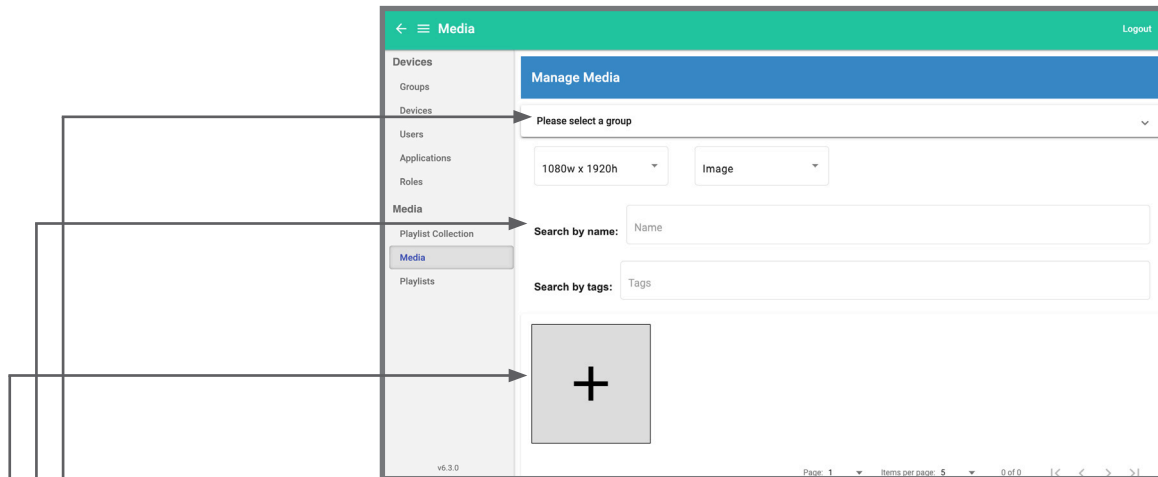 Media
Logout
Devices
Groups
Devices
Users
Applications
Roles
Media
Playlist Collection
Media
Playlists
v6.3.0
Manage Media
Please select a group
1080w x 1920h
Image
Search by name:
Name
Search by tags:
Tags
Page: 1 Items per page: 5 0 of 0